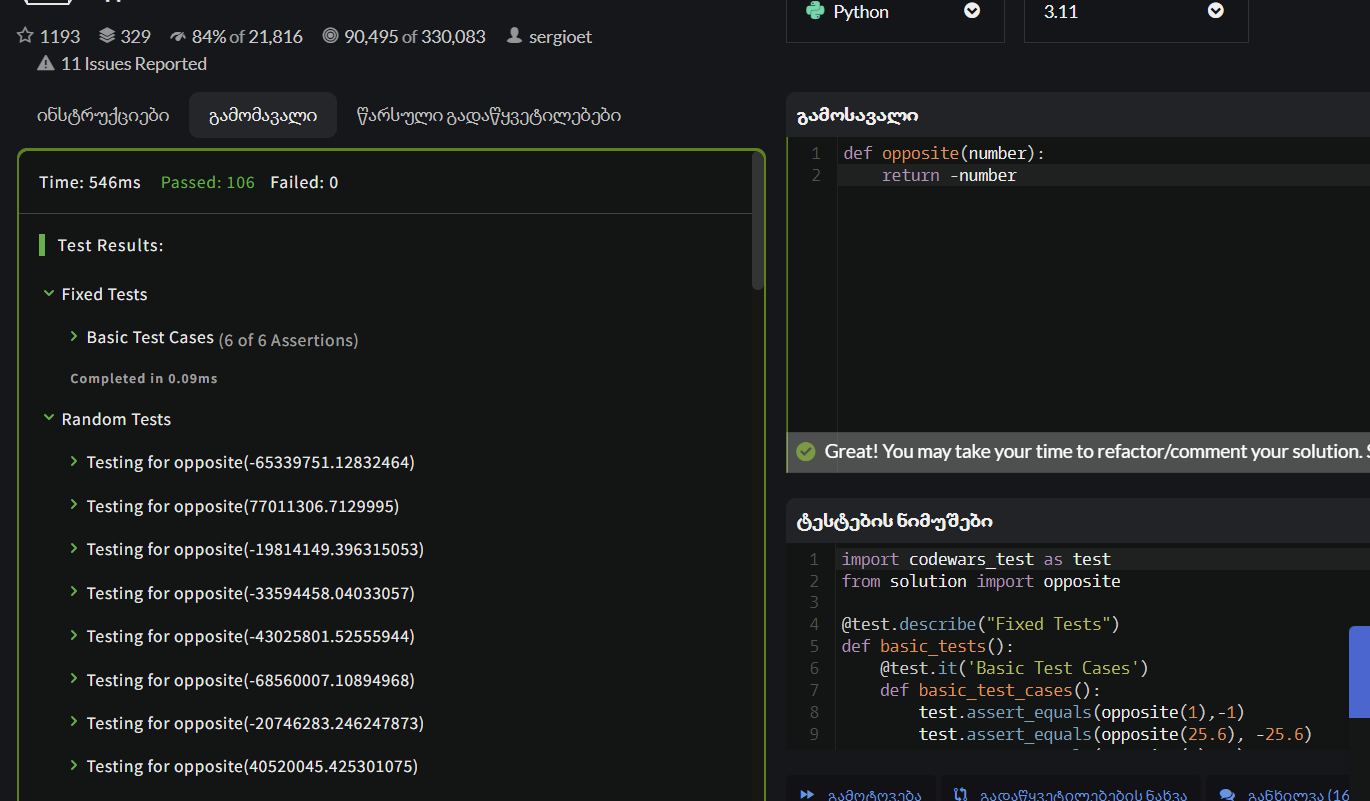 Python
3.11
1193 329 84% of 21,816 90,495 of 330,083 sergioet
11 Issues Reported
ინსტრუქციები გამომავალი წარსული გადაწყვეტილებები
Time: 546ms Passed: 106 Failed: 0
Test Results:
Fixed Tests
Basic Test Cases (6 of 6 Assertions)
Completed in 0.09ms
Random Tests
Testing for opposite(-65339751.12832464)
Testing for opposite(77011306.7129995)
Testing for opposite(-19814149.396315053)
Testing for opposite(-33594458.04033057)
Testing for opposite(-43025801.52555944)
Testing for opposite(-68560007.10894968)
Testing for opposite(-20746283.246247873)
Testing for opposite(40520045.425301075)
გამოსავალი
1 def opposite(number):
2     return -number
Great! You may take your time to refactor/comment your solution.
ტესტების ნიმუშები
1 import codewars_test as test
2 from solution import opposite
3
4 @test.describe("Fixed Tests")
5 def basic_tests():
6     @test.it('Basic Test Cases')
7     def basic_test_cases():
8         test.assert_equals(opposite(1),-1)
9         test.assert_equals(opposite(25.6), -25.6)
გამოტოვება გადაწყვეტილებების ნახვა განხილვა (16